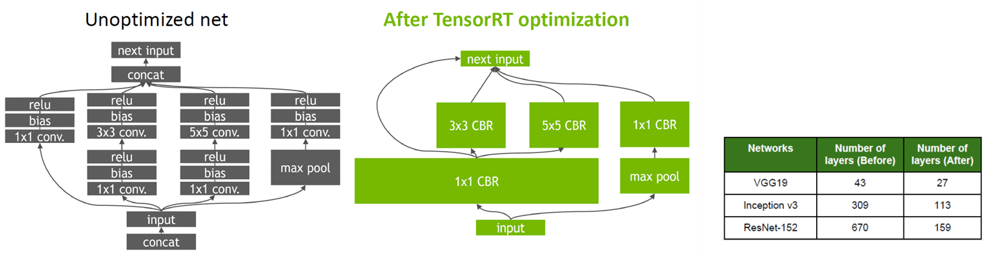 Unoptimized net
next input
concat
relu
bias
1x1 conv.
relu
bias
3x3 conv.
relu
bias
5x5 conv.
relu
bias
1x1 conv.
relu
bias
1x1 conv.
relu
bias
1x1 conv.
max pool
input
concat
After TensorRT optimization
next input
3x3 CBR
5x5 CBR
1x1 CBR
1x1 CBR
max pool
input
Networks
Number of
layers (Before)
Number of
layers (After)
VGG19 43 27
Inception v3 309 113
ResNet-152 670 159